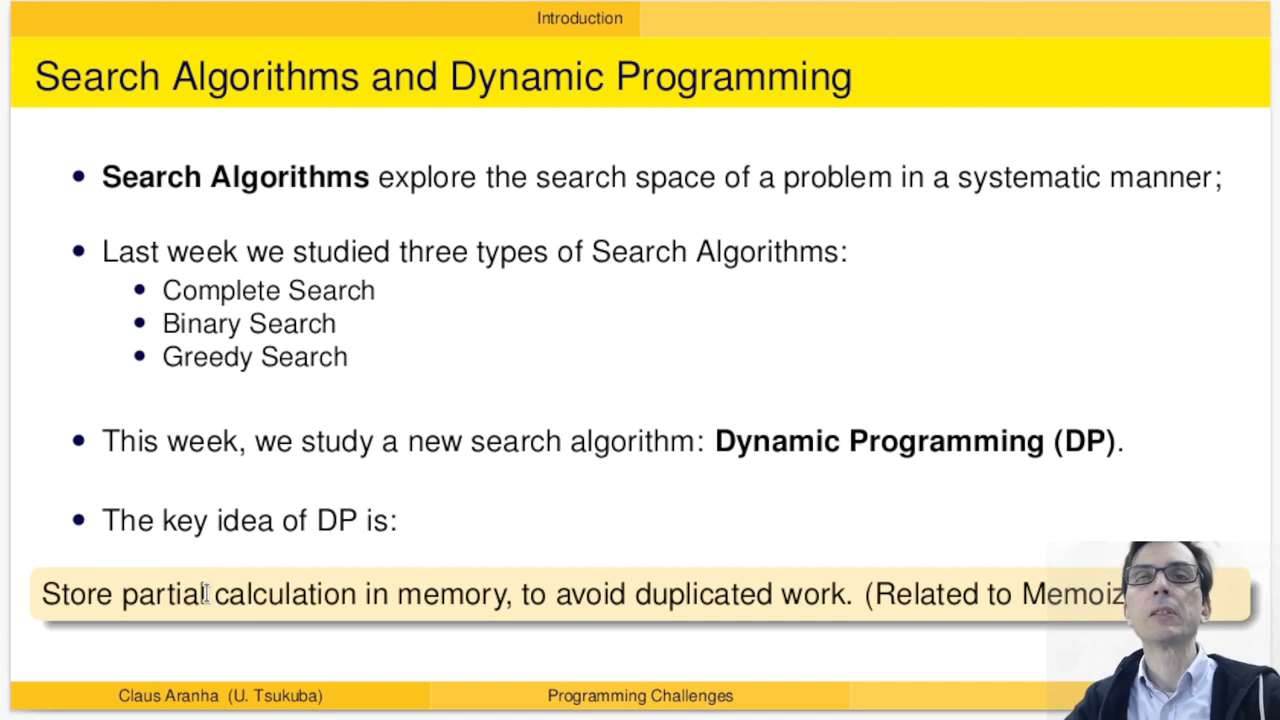 Introduction
Search Algorithms and Dynamic Programming
Search Algorithms explore the search space of a problem in a systematic manner;
Last week we studied three types of Search Algorithms:
Complete Search
Binary Search
Greedy Search
This week, we study a new search algorithm: Dynamic Programming (DP).
The key idea of DP is:
Store partial calculation in memory, to avoid duplicated work. (Related to
Claus Aranha (U. Tsukuba)
Programming Challenges